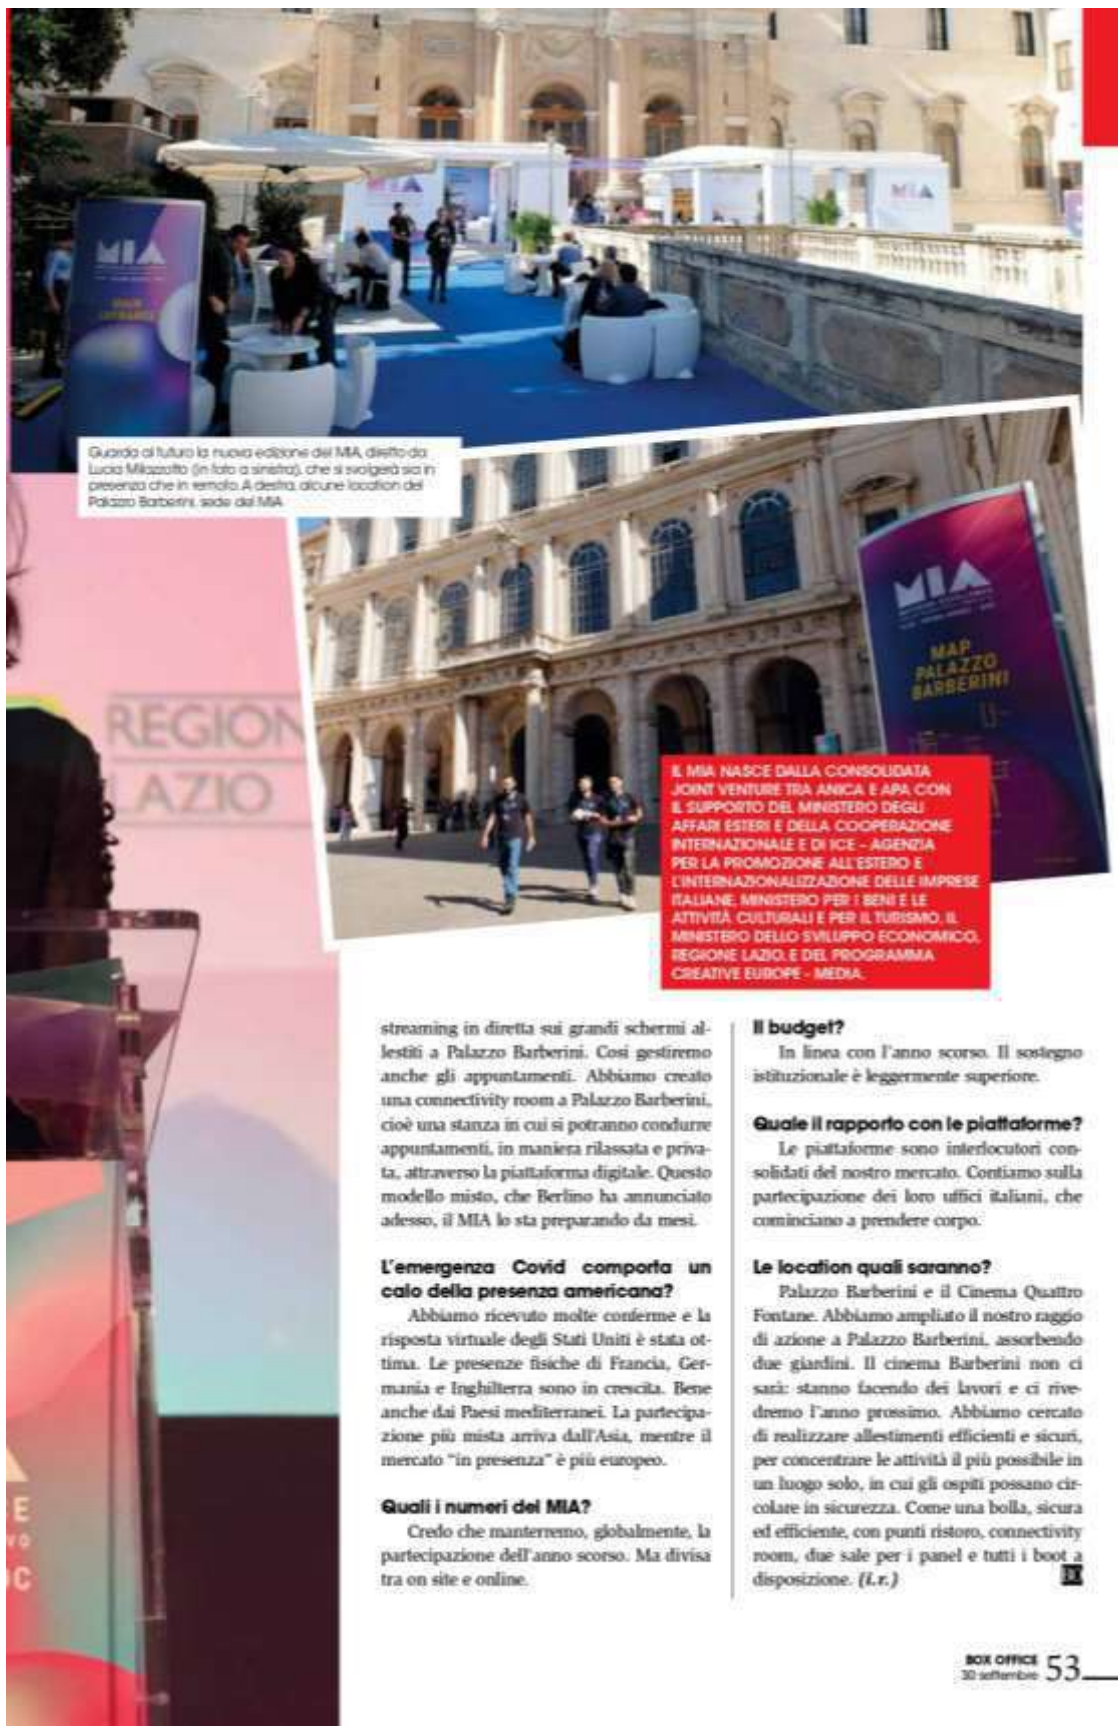 MIA
MIA
MIA
MAP
Guarda al futuro la nuova edizione del MIA, diretto da
Lucia Milazzotto (in foto a sinistra), che si svolgerà sia in
presenza che in remoto. A destra, alcune location del
Palazzo Barberini, sede del MIA
MIA
MAP
PALAZZO
BARBERINI
REGION
LAZIO
IL MIA NASCE DALLA CONSOLIDATA
JOINT VENTURE TRA ANICA E APA CON
IL SUPPORTO DEL MINISTERO DEGLI
AFFARI ESTERI E DELLA COOPERAZIONE
INTERNAZIONALE E DI ICE – AGENZIA
PER LA PROMOZIONE ALL'ESTERO E
L'INTERNAZIONALIZZAZIONE DELLE IMPRESE
ITALIANE, MINISTERO PER I BENI E LE
ATTIVITÀ CULTURALI E PER IL TURISMO, IL
MINISTERO DELLO SVILUPPO ECONOMICO,
REGIONE LAZIO, E DEL PROGRAMMA
CREATIVE EUROPE - MEDIA.
streaming in diretta sui grandi schermi al-
lestiti a Palazzo Barberini. Così gestiremo
anche gli appuntamenti. Abbiamo creato
una connectivity room a Palazzo Barberini,
cioè una stanza in cui si potranno condurre
appuntamenti, in maniera rilassata e priva-
ta, attraverso la piattaforma digitale. Questo
modello misto, che Berlino ha annunciato
adesso, il MIA lo sta preparando da mesi.
L'emergenza Covid comporta un
calo della presenza americana?
Abbiamo ricevuto molte conferme e la
risposta virtuale degli Stati Uniti è stata ot-
tima. Le presenze fisiche di Francia, Ger-
mania e Inghilterra sono in crescita. Bene
anche dai Paesi mediterranei. La partecipa-
zione più mista arriva dall'Asia, mentre il
mercato "in presenza" è più europeo.
Quali i numeri del MIA?
Credo che manterremo, globalmente, la
partecipazione dell'anno scorso. Ma divisa
tra on site e online.
Il budget?
In linea con l'anno scorso. Il sostegno
istituzionale è leggermente superiore.
Quale il rapporto con le piattaforme?
Le piattaforme sono interlocutori con-
solidati del nostro mercato. Contiamo sulla
partecipazione dei loro uffici italiani, che
cominciano a prendere corpo.
Le location quali saranno?
Palazzo Barberini e il Cinema Quattro
Fontane. Abbiamo ampliato il nostro raggio
di azione a Palazzo Barberini, assorbendo
due giardini. Il cinema Barberini non ci
sarà: stanno facendo dei lavori e ci rive-
dremo l'anno prossimo. Abbiamo cercato
di realizzare allestimenti efficienti e sicuri,
per concentrare le attività il più possibile in
un luogo solo, in cui gli ospiti possano cir-
colare in sicurezza. Come una bolla, sicura
ed efficiente, con punti ristoro, connectivity
room, due sale per i panel e tutti i boot a
disposizione. (i.r.)
BOX OFFICE
30 settembre 53